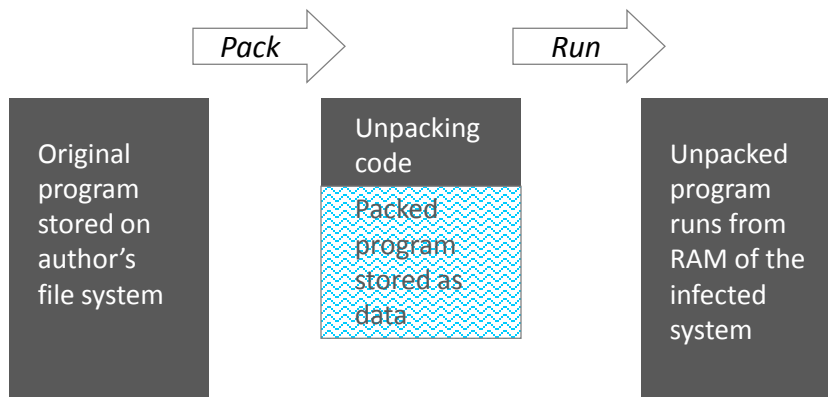 Pack
Run
Original
program
stored on
author's
file system
Unpacking
code
Packed
program
stored as
data
Unpacked
program
runs from
RAM of the
infected
system